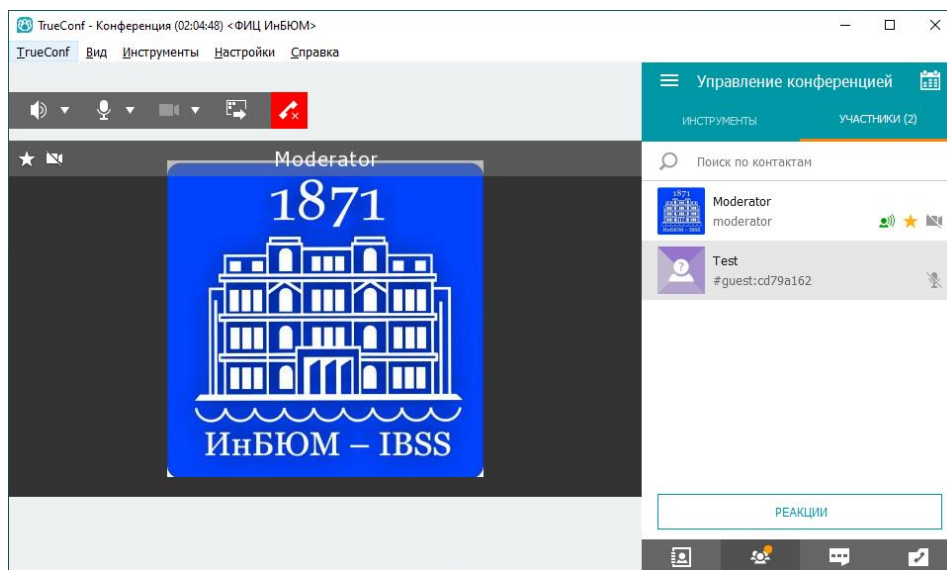 TrueConf - Конференция (02:04:48) <ФИЦ ИнБЮМ>
TrueConf Вид Инструменты Настройки Справка
Управление конференцией
ИНСТРУМЕНТЫ УЧАСТНИКИ (2)
Поиск по контактам
Moderator
1871
ИнБЮМ – IBSS
1871
Moderator
moderator
Test
#guest:cd79a162
РЕАКЦИИ